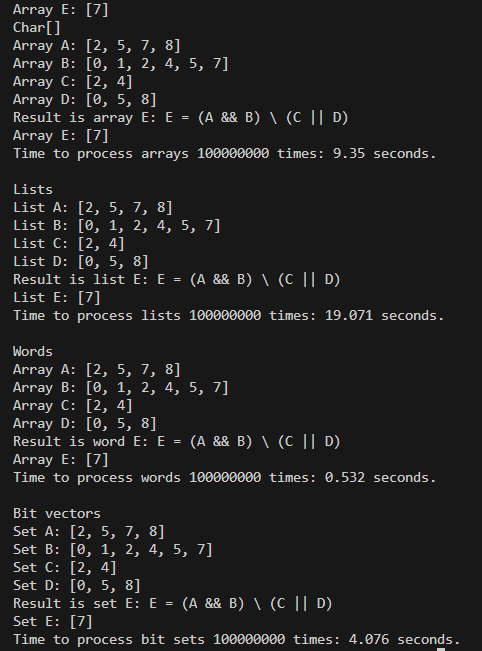 Array E: [7]
Char[]
Array A: [2, 5, 7, 8]
Array B: [0, 1, 2, 4, 5, 7]
Array C: [2, 4]
Array D: [0, 5, 8]
Result is array E: E = (A && B) \ (C || D)
Array E: [7]
Time to process arrays 100000000 times: 9.35 seconds.

Lists
List A: [2, 5, 7, 8]
List B: [0, 1, 2, 4, 5, 7]
List C: [2, 4]
List D: [0, 5, 8]
Result is list E: E = (A && B) \ (C || D)
List E: [7]
Time to process lists 100000000 times: 19.071 seconds.

Words
Array A: [2, 5, 7, 8]
Array B: [0, 1, 2, 4, 5, 7]
Array C: [2, 4]
Array D: [0, 5, 8]
Result is word E: E = (A && B) \ (C || D)
Array E: [7]
Time to process words 100000000 times: 0.532 seconds.

Bit vectors
Set A: [2, 5, 7, 8]
Set B: [0, 1, 2, 4, 5, 7]
Set C: [2, 4]
Set D: [0, 5, 8]
Result is set E: E = (A && B) \ (C || D)
Set E: [7]
Time to process bit sets 100000000 times: 4.076 seconds.